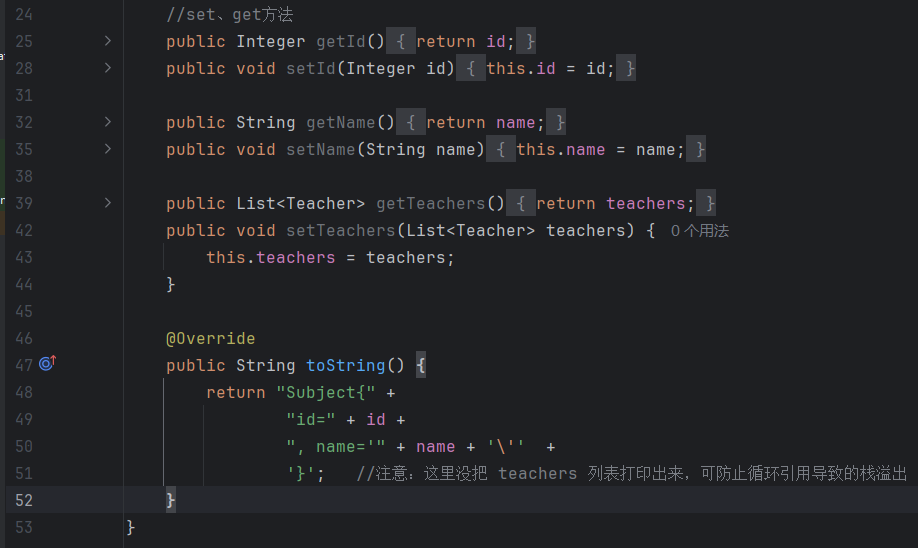 24 //set、get方法
25 public Integer getId() { return id; }
28 public void setId(Integer id) { this.id = id; }
31
32 public String getName() { return name; }
35 public void setName(String name) { this.name = name; }
38
39 public List<Teacher> getTeachers() { return teachers; }
42 public void setTeachers(List<Teacher> teachers) { 0 个用法
43 this.teachers = teachers;
44 }
45
46 @Override
47 public String toString() {
48 return "Subject{" +
49 "id=" + id +
50 ", name='" + name + '\'' +
51 '}'; //注意：这里没把 teachers 列表打印出来，可防止循环引用导致的栈溢出
52 }
53 }